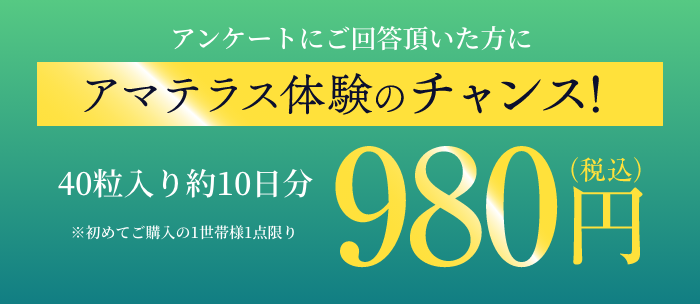 アンケートにご回答頂いた方に
アマテラス体験のチャンス!
40粒入り約10日分
※初めてご購入の1世帯様1点限り
980円(税込)